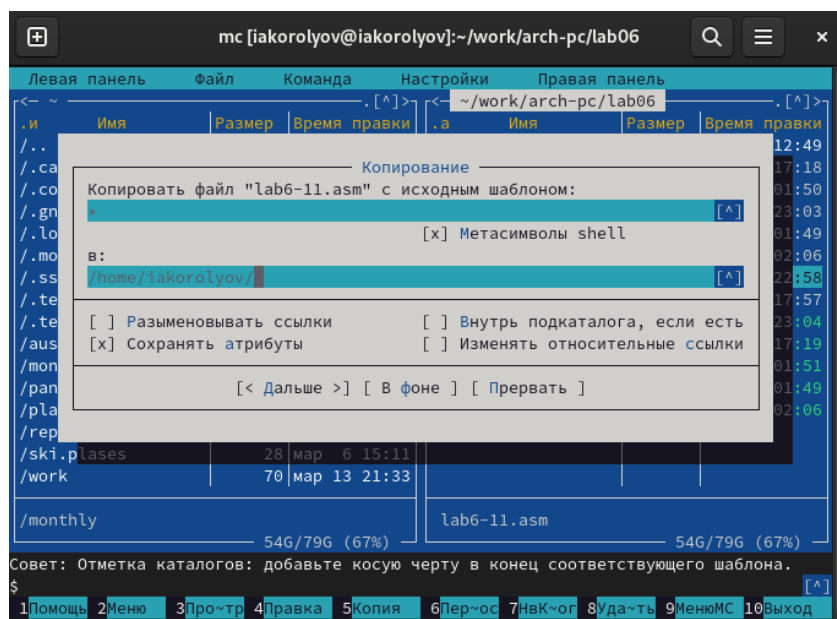 mc [iakorolyov@iakorolyov]:~/work/arch-pc/lab06
Левая панель Файл Команда Настройки Правая панель
<— ~ .[^]> <— ~/work/arch-pc/lab06 .[^]>
.и Имя Размер Время правки .а Имя Размер Время правки
/.. 12:49
/.ca 17:18
/.co 01:50
/.gn 23:03
/.lo 01:49
/.mo 02:06
/.ss 22:58
/.te 17:57
/.te 23:04
/aus 17:19
/mon 01:51
/pan 01:49
/pla 02:06
/rep
/ski.plases 28 мар 6 15:11
/work 70 мар 13 21:33
/monthly lab6-11.asm
54G/79G (67%) 54G/79G (67%)
Копирование
Копировать файл "lab6-11.asm" с исходным шаблоном:
* [^]
[x] Метасимволы shell
в:
/home/iakorolyov/ [^]
[ ] Разыменовывать ссылки [ ] Внутрь подкаталога, если есть
[x] Сохранять атрибуты [ ] Изменять относительные ссылки
[< Дальше >] [ В фоне ] [ Прервать ]
Совет: Отметка каталогов: добавьте косую черту в конец соответствующего шаблона.
$ [^]
1Помощь 2Меню 3Про~тр 4Правка 5Копия 6Пер~ос 7НвК~ог 8Уда~ть 9МенюМС 10Выход